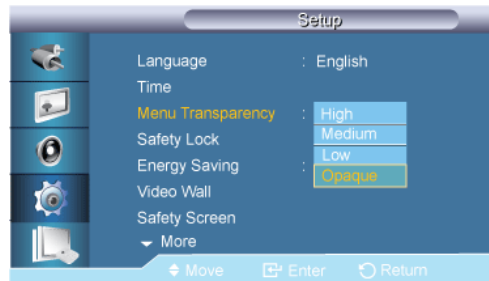 Setup
Language : English
Time
Menu Transparency : High
Medium
Safety Lock
Low
Energy Saving :
Opaque
Video Wall
Safety Screen
More
Move Enter Return